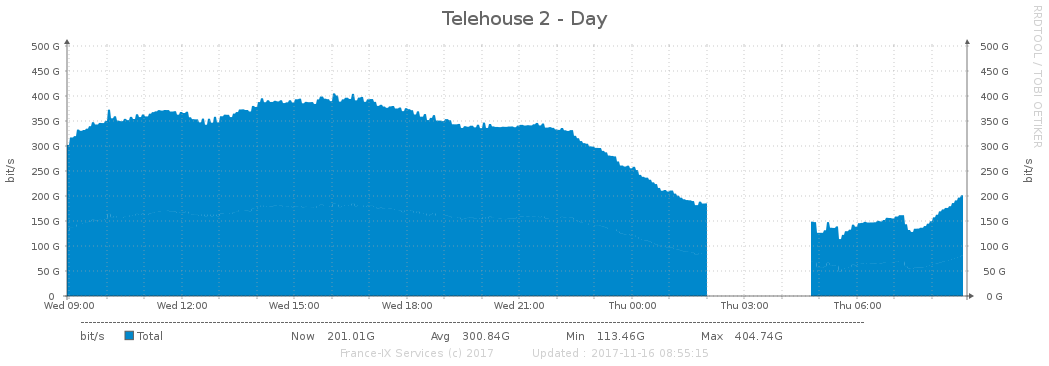 Telehouse 2 - Day
RRDTOOL / TOBI OETIKER
500 G 500 G
450 G 450 G
400 G 400 G
350 G 350 G
300 G 300 G
250 G 250 G
200 G 200 G
150 G 150 G
100 G 100 G
50 G 50 G
0 0 G
bit/s
bit/s
Wed 09:00 Wed 12:00 Wed 15:00 Wed 18:00 Wed 21:00 Thu 00:00 Thu 03:00 Thu 06:00
bit/s Total Now 201.01G Avg 300.84G Min 113.46G Max 404.74G
France-IX Services (c) 2017 Updated : 2017-11-16 08:55:15